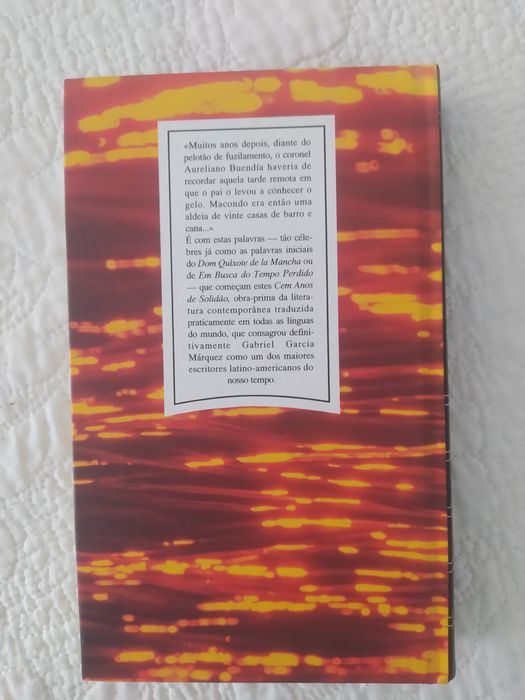 «Muitos anos depois, diante do
pelotão de fuzilamento, o coronel
Aureliano Buendía haveria de
recordar aquela tarde remota em
que o pai o levou a conhecer o
gelo. Macondo era então uma
aldeia de vinte casas de barro e
cana...»
É com estas palavras — tão céle-
bres já como as palavras iniciais
do Dom Quixote de la Mancha ou
de Em Busca do Tempo Perdido
— que começam estes Cem Anos
de Solidão, obra-prima da litera-
tura contemporânea traduzida
praticamente em todas as línguas
do mundo, que consagrou defini-
tivamente Gabriel García
Márquez como um dos maiores
escritores latino-americanos do
nosso tempo.